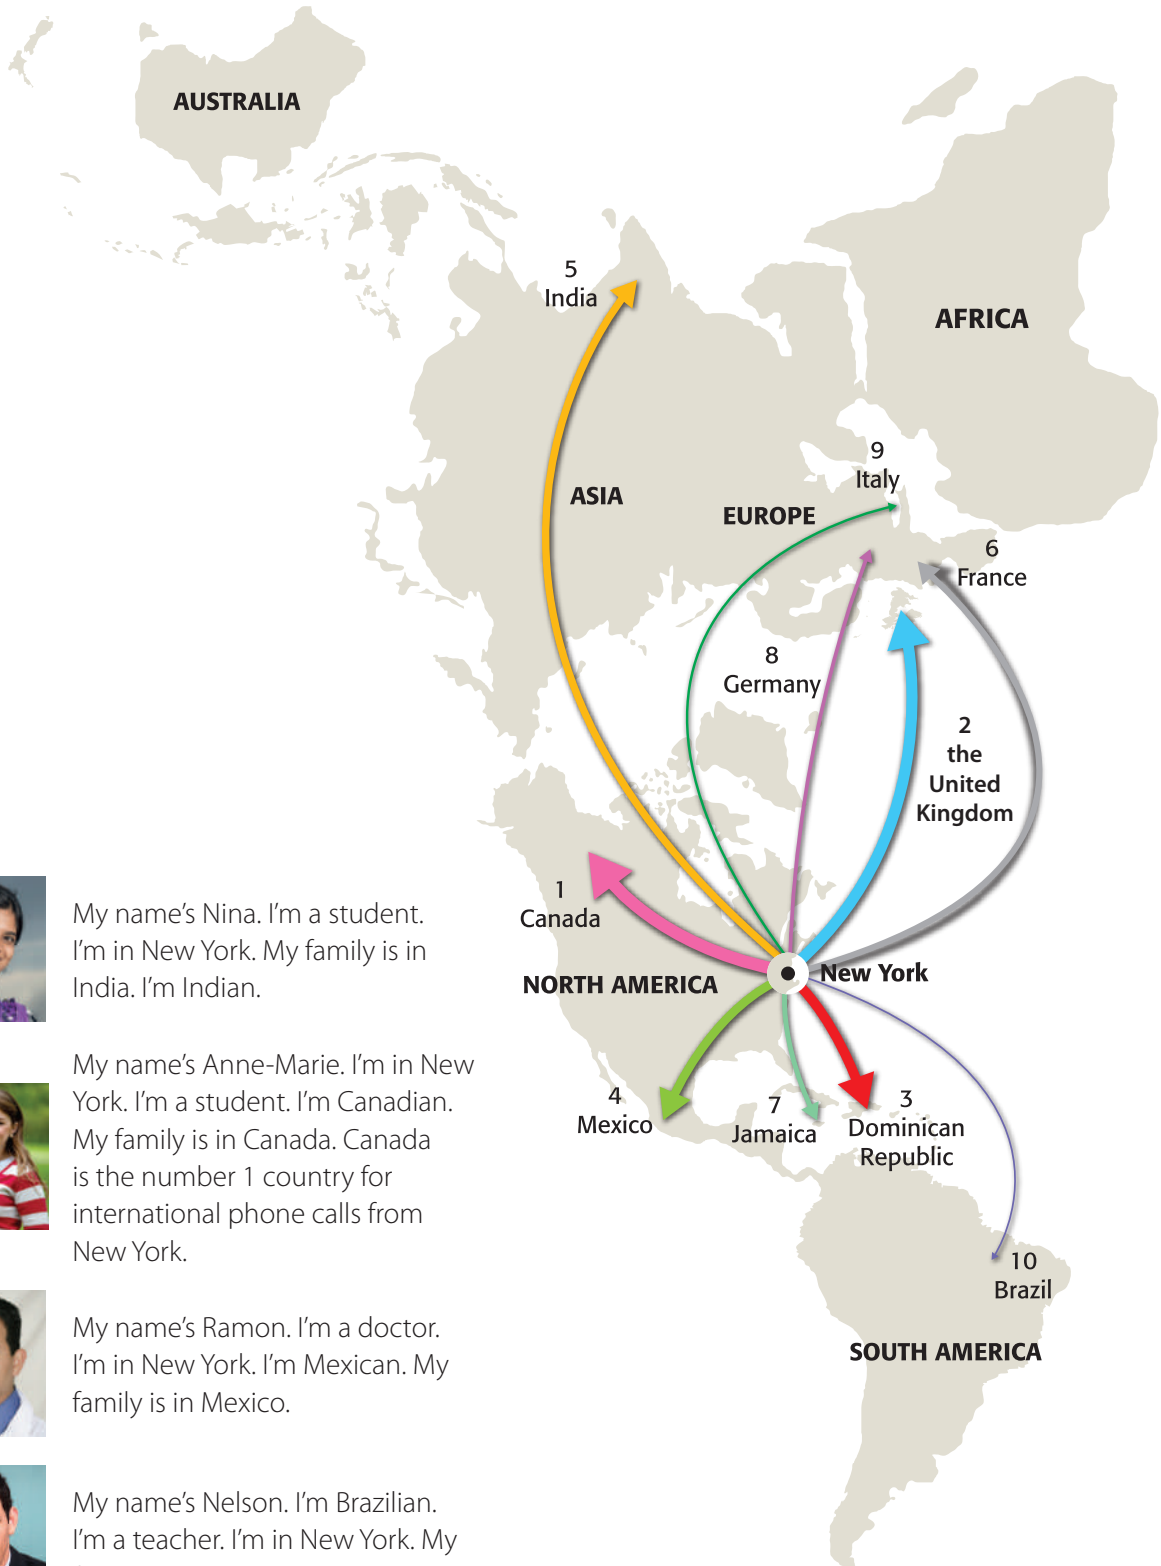 AUSTRALIA
5
India
AFRICA
9
Italy
ASIA
EUROPE
6
France
8
Germany
2
the
United
Kingdom
1
Canada
NORTH AMERICA
New York
4
Mexico
7
Jamaica
3
Dominican
Republic
10
Brazil
SOUTH AMERICA
My name's Nina. I'm a student.
I'm in New York. My family is in
India. I'm Indian.
My name's Anne-Marie. I'm in New
York. I'm a student. I'm Canadian.
My family is in Canada. Canada
is the number 1 country for
international phone calls from
New York.
My name's Ramon. I'm a doctor.
I'm in New York. I'm Mexican. My
family is in Mexico.
My name's Nelson. I'm Brazilian.
I'm a teacher. I'm in New York. My